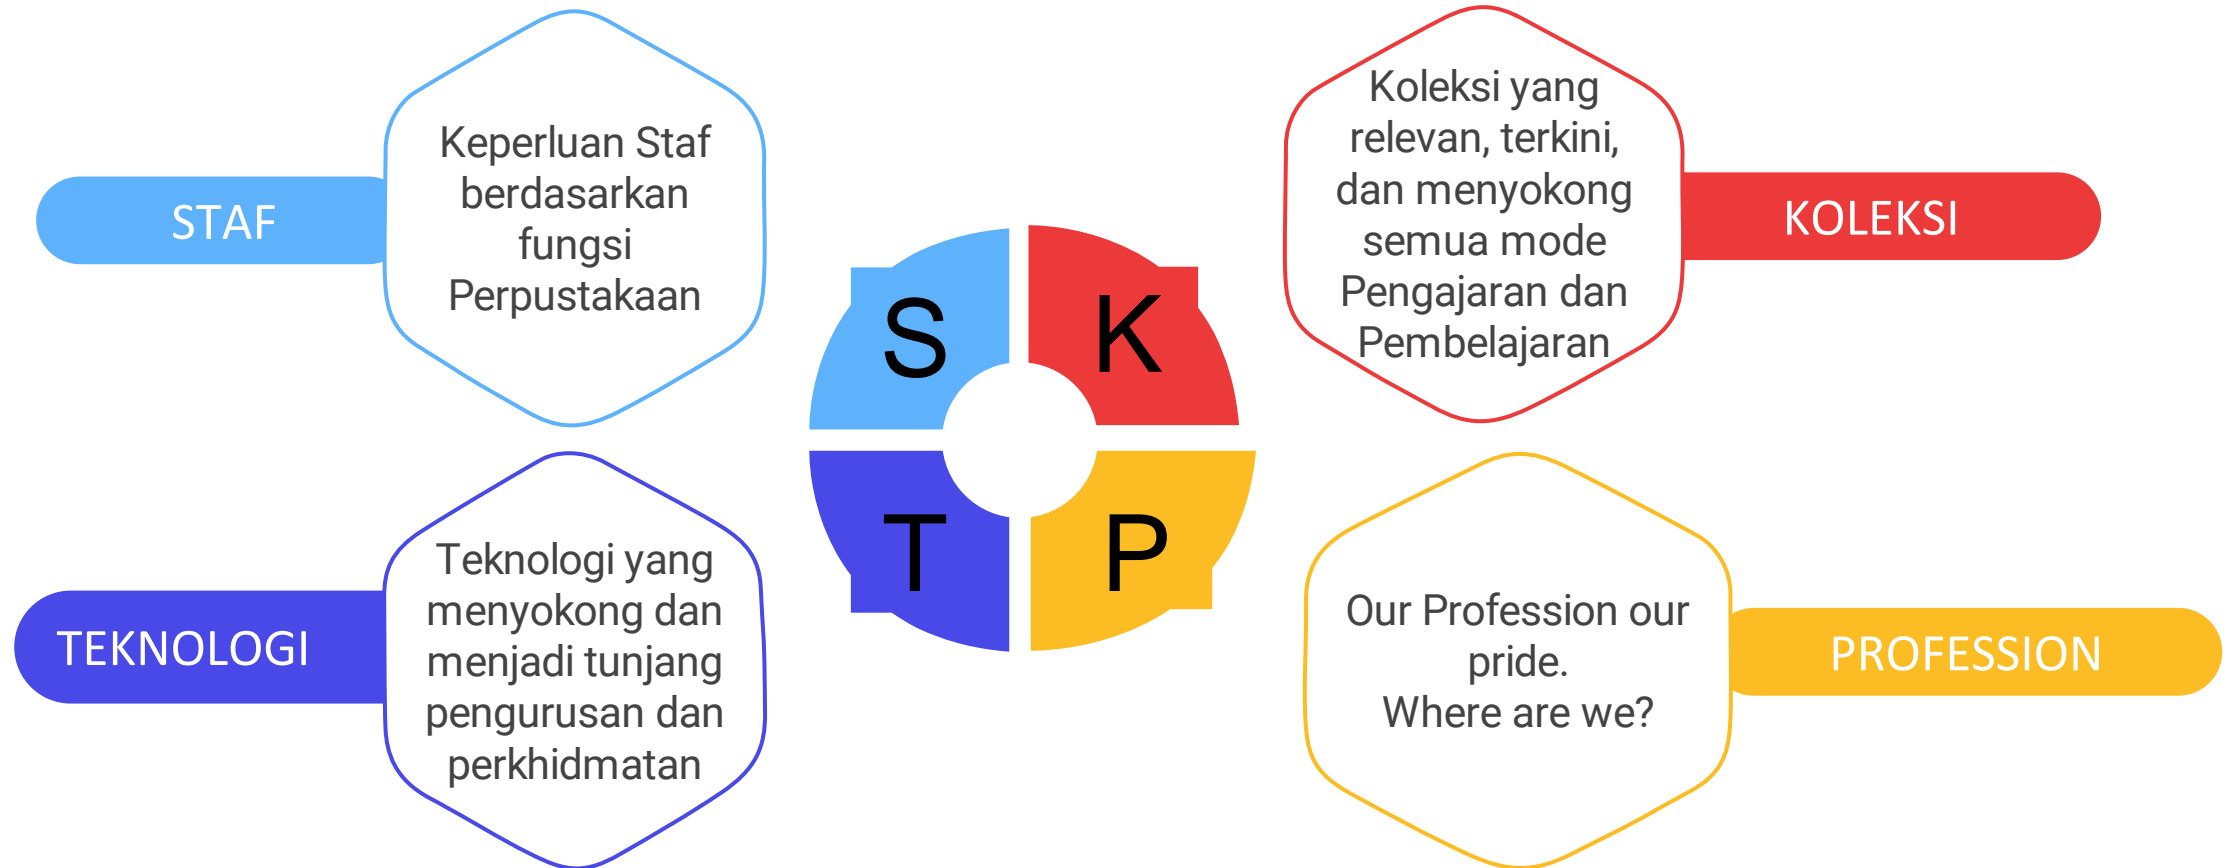 STAF
Keperluan Staf
berdasarkan
fungsi
Perpustakaan
S
K
Koleksi yang
relevan, terkini,
dan menyokong
semua mode
Pengajaran dan
Pembelajaran
KOLEKSI
TEKNOLOGI
Teknologi yang
menyokong dan
menjadi tunjang
pengurusan dan
perkhidmatan
T
P
Our Profession our
pride.
Where are we?
PROFESSION